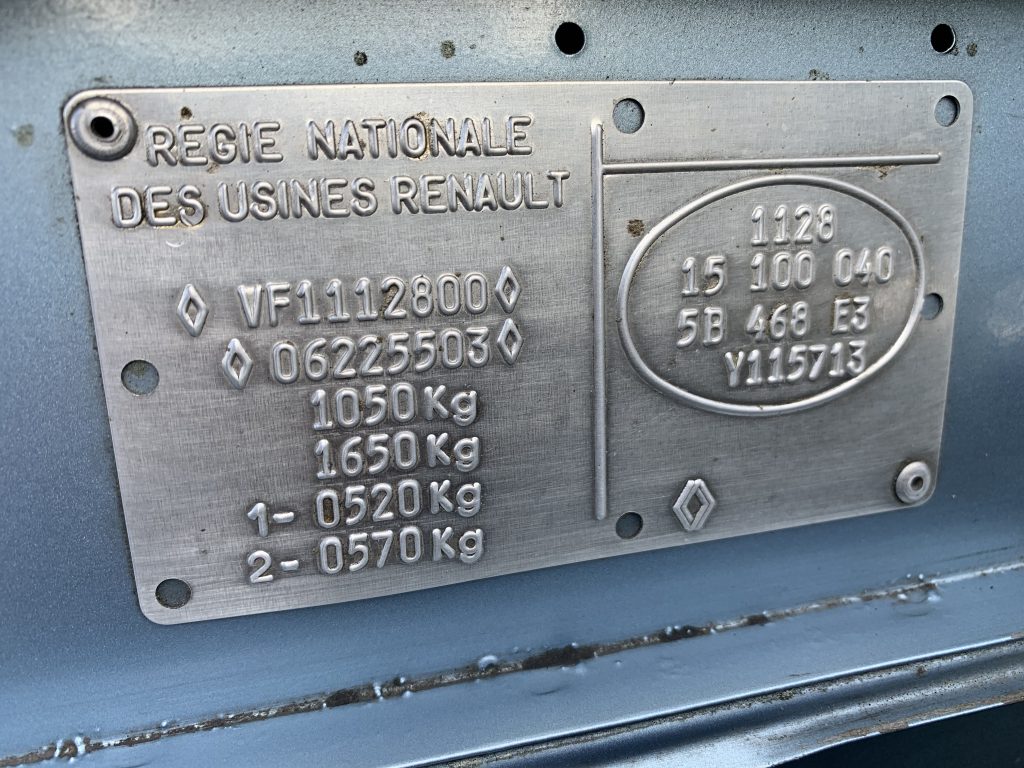 REGIE NATIONALE
DES USINES RENAULT
VF1112800
06225503
1050Kg
1650Kg
1- 0520Kg
2- 0570Kg
1128
15 100 040
5B 468 E3
Y115713